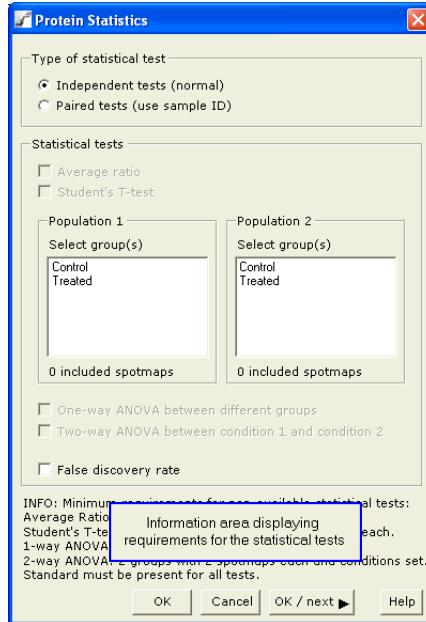 Protein Statistics
Type of statistical test
Independent tests (normal)
Paired tests (use sample ID)
Statistical tests
Average ratio
Student's T-test
Population 1
Select group(s)
Control
Treated
0 included spotmaps
Population 2
Select group(s)
Control
Treated
0 included spotmaps
One-way ANOVA between different groups
Two-way ANOVA between condition 1 and condition 2
False discovery rate
INFO: Minimum requirements for non-available statistical tests:
Average Ratio
Student's T-te each.
1-way ANOVA
2-way ANOVA: 2 groups with 2 spotmaps each and conditions set.
Standard must be present for all tests.
Information area displaying
requirements for the statistical tests
OK
Cancel
OK / next
Help